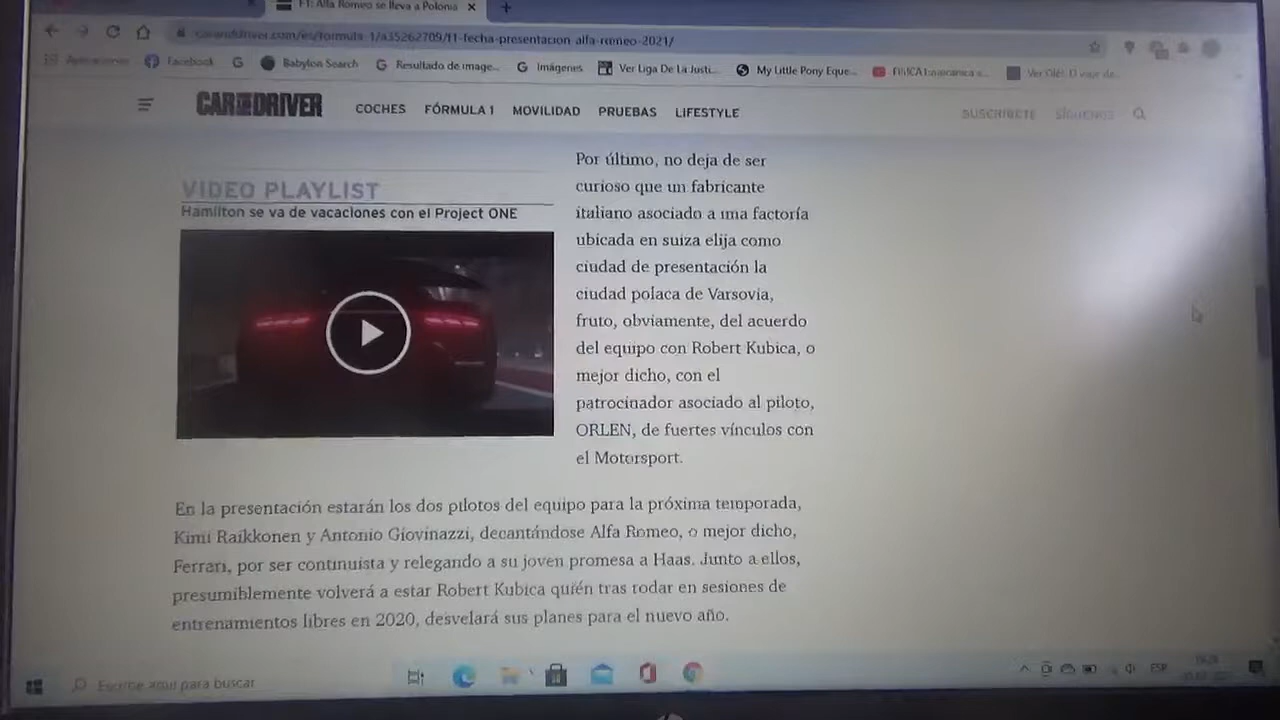 F1: Alfa Romeo se lleva a Polonia
caranddriver.com/es/formula-1/a35262709/f1-fecha-presentacion-alfa-romeo-2021/
Aplicaciones Facebook Babylon Search Resultado de image... Imágenes Ver Liga De La Justi... My Little Pony Eque...
CAR AND DRIVER COCHES FÓRMULA 1 MOVILIDAD PRUEBAS LIFESTYLE SUSCRÍBETE SÍGUENOS
VIDEO PLAYLIST
Hamilton se va de vacaciones con el Project ONE
Por último, no deja de ser
curioso que un fabricante
italiano asociado a una factoría
ubicada en suiza elija como
ciudad de presentación la
ciudad polaca de Varsovia,
fruto, obviamente, del acuerdo
del equipo con Robert Kubica, o
mejor dicho, con el
patrocinador asociado al piloto,
ORLEN, de fuertes vínculos con
el Motorsport.
En la presentación estarán los dos pilotos del equipo para la próxima temporada,
Kimi Raikkonen y Antonio Giovinazzi, decantándose Alfa Romeo, o mejor dicho,
Ferrari, por ser continuista y relegando a su joven promesa a Haas. Junto a ellos,
presumiblemente volverá a estar Robert Kubica quién tras rodar en sesiones de
entrenamientos libres en 2020, desvelará sus planes para el nuevo año.
Escribe aquí para buscar
ESP